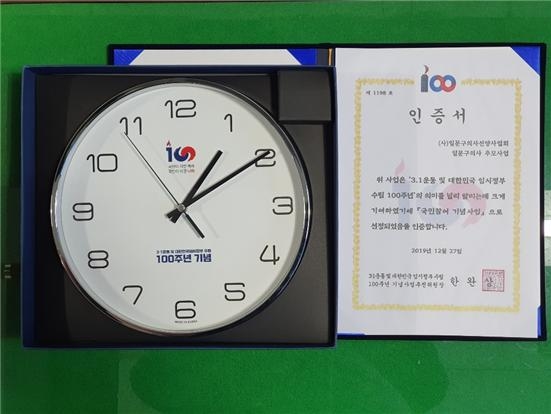 12
1
2
3
4
5
6
7
8
9
10
11
100
3·1운동 및 대한민국임시정부 수립
100주년 기념
100
제 1198 호
인 증 서
(사)일문구의사선양사업회
일문구의사 추모사업
위 사업은 '3.1운동 및 대한민국 임시정부
수립 100주년'의 의미를 널리 알리는데 크게
기여하였기에 『국민참여 기념사업』으로
선정되었음을 인증합니다.
2019년 12월 27일
3·1운동 및 대한민국 임시정부 수립
100주년 기념사업추진위원장
한 완 상